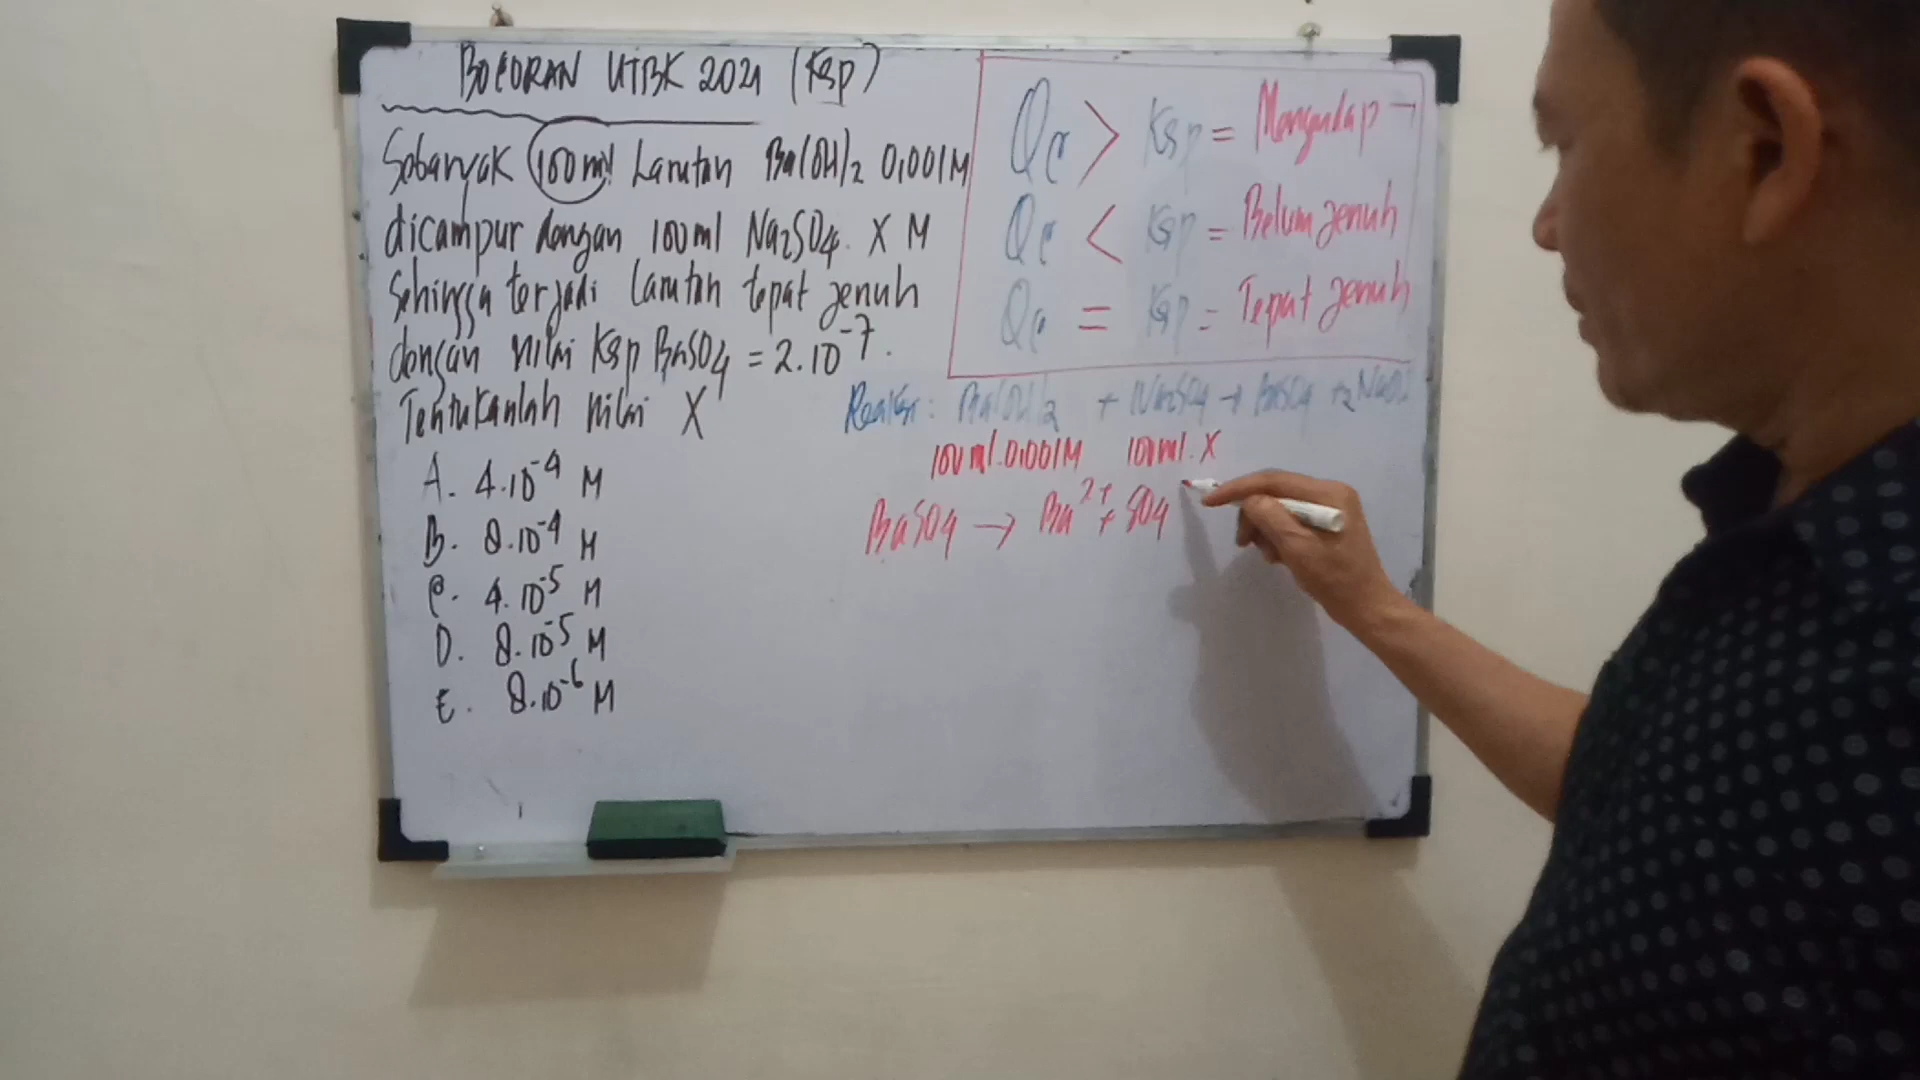 BOCORAN UTBK 2021 (Ksp)
Sebanyak 100ml Larutan Ba(OH)2 0,001M
dicampur dengan 100ml Na2SO4 X M
Sehingga terjadi larutan tepat jenuh
dengan nilai Ksp BaSO4 = 2.10⁻⁷.
Tentukanlah nilai X
A. 4.10⁻⁴ M
B. 8.10⁻⁴ M
C. 4.10⁻⁵ M
D. 8.10⁻⁵ M
E. 8.10⁻⁶ M
Qc > Ksp = Mengendap
Qc < Ksp = Belum jenuh
Qc = Ksp = Tepat jenuh
Reaksi : Ba(OH)2 + Na2SO4 → BaSO4 + 2NaOH
100ml.0,001M 100ml.X
BaSO4 → Ba²⁺ + SO4